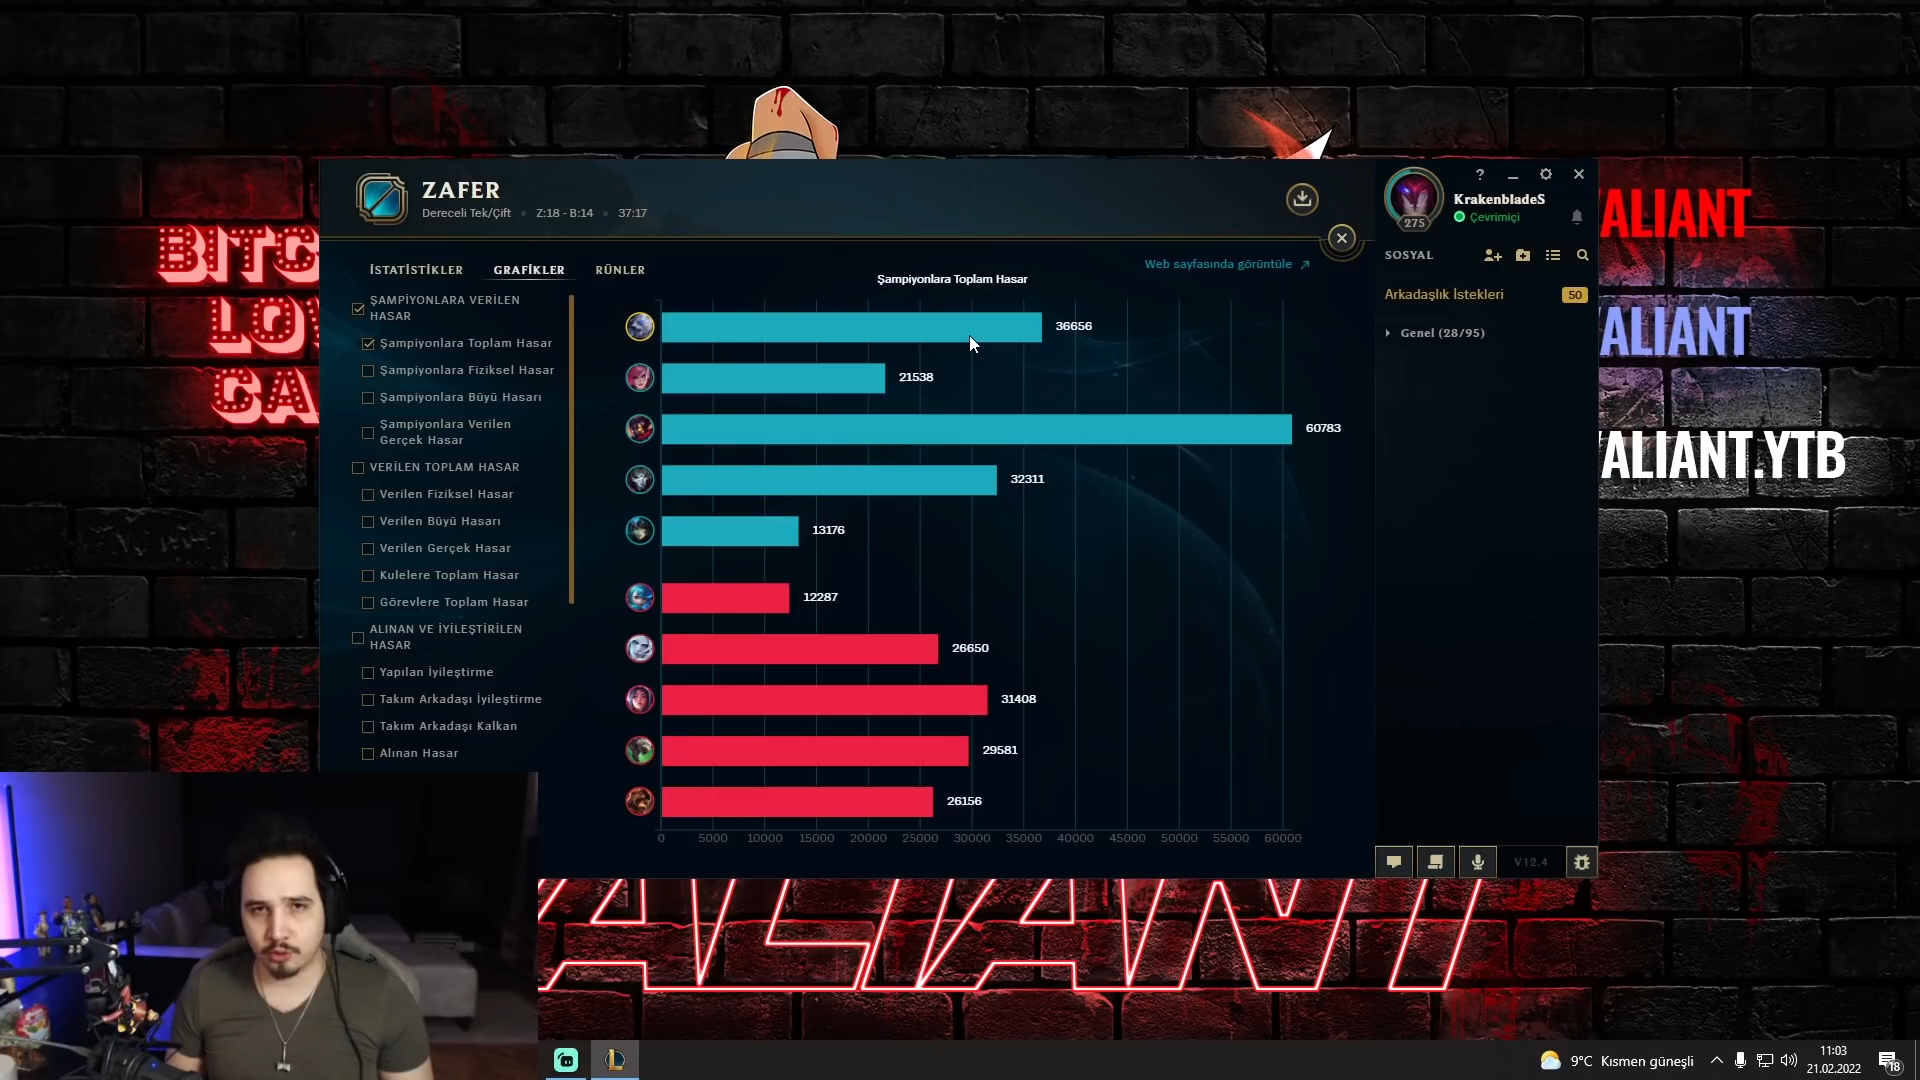 ZAFER
Dereceli Tek/Çift • Z:18 - B:14 • 37:17
KrakenbladeS
275
Çevrimiçi
İSTATİSTİKLER GRAFİKLER RÜNLER
Web sayfasında görüntüle
SOSYAL
Arkadaşlık İstekleri 50
Genel (28/95)
ŞAMPİYONLARA VERİLEN
HASAR
Şampiyonlara Toplam Hasar
Şampiyonlara Fiziksel Hasar
Şampiyonlara Büyü Hasarı
Şampiyonlara Verilen
Gerçek Hasar
VERİLEN TOPLAM HASAR
Verilen Fiziksel Hasar
Verilen Büyü Hasarı
Verilen Gerçek Hasar
Kulelere Toplam Hasar
Görevlere Toplam Hasar
ALINAN VE İYİLEŞTİRİLEN
HASAR
Yapılan İyileştirme
Takım Arkadaşı İyileştirme
Takım Arkadaşı Kalkan
Alınan Hasar
Şampiyonlara Toplam Hasar
36656
21538
60783
32311
13176
12287
26650
31408
29581
26156
0 5000 10000 15000 20000 25000 30000 35000 40000 45000 50000 55000 60000
V12.4
BITC
LO
CA
ALIANT
ALIANT
ALIANT.YTB
ALIANT
9°C Kısmen güneşli
11:03
21.02.2022
18